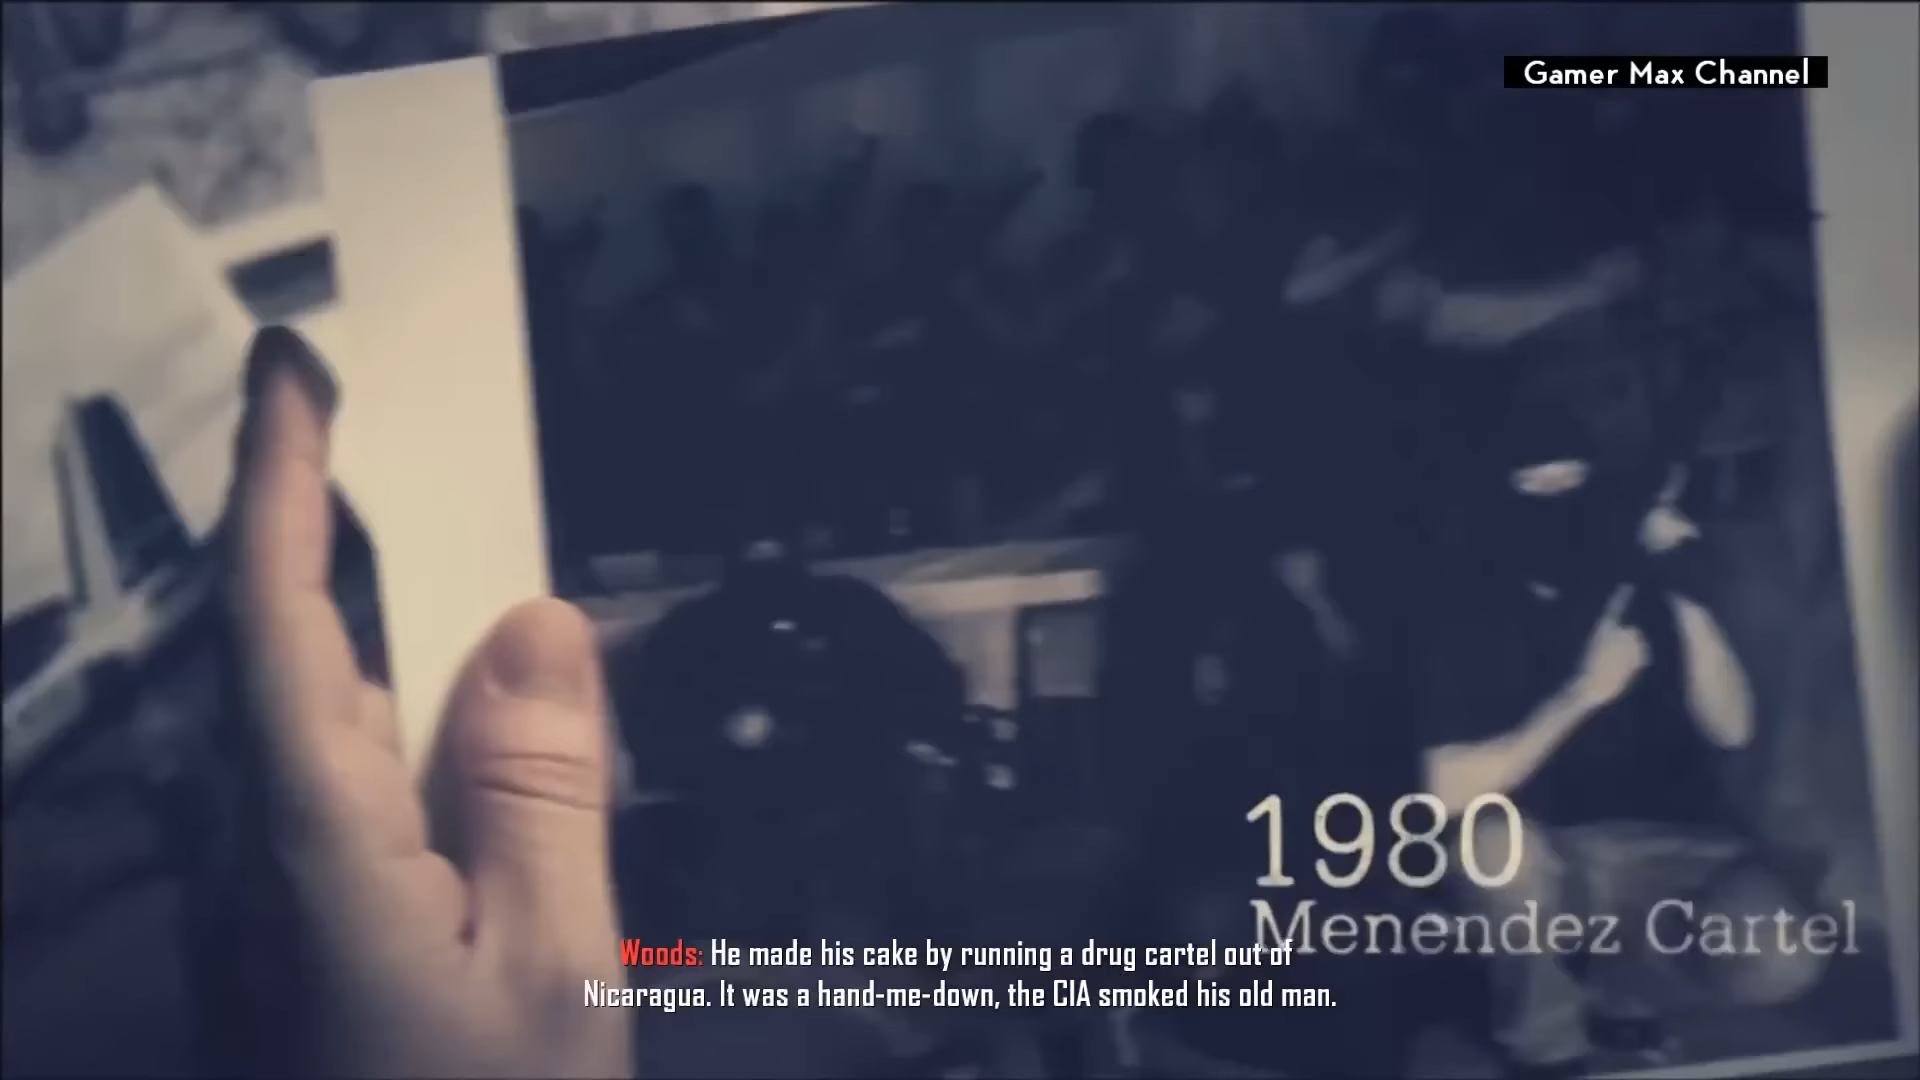 Gamer Max Channel
1980
Menendez Cartel
Woods: He made his cake by running a drug cartel out of
Nicaragua. It was a hand-me-down, the CIA smoked his old man.